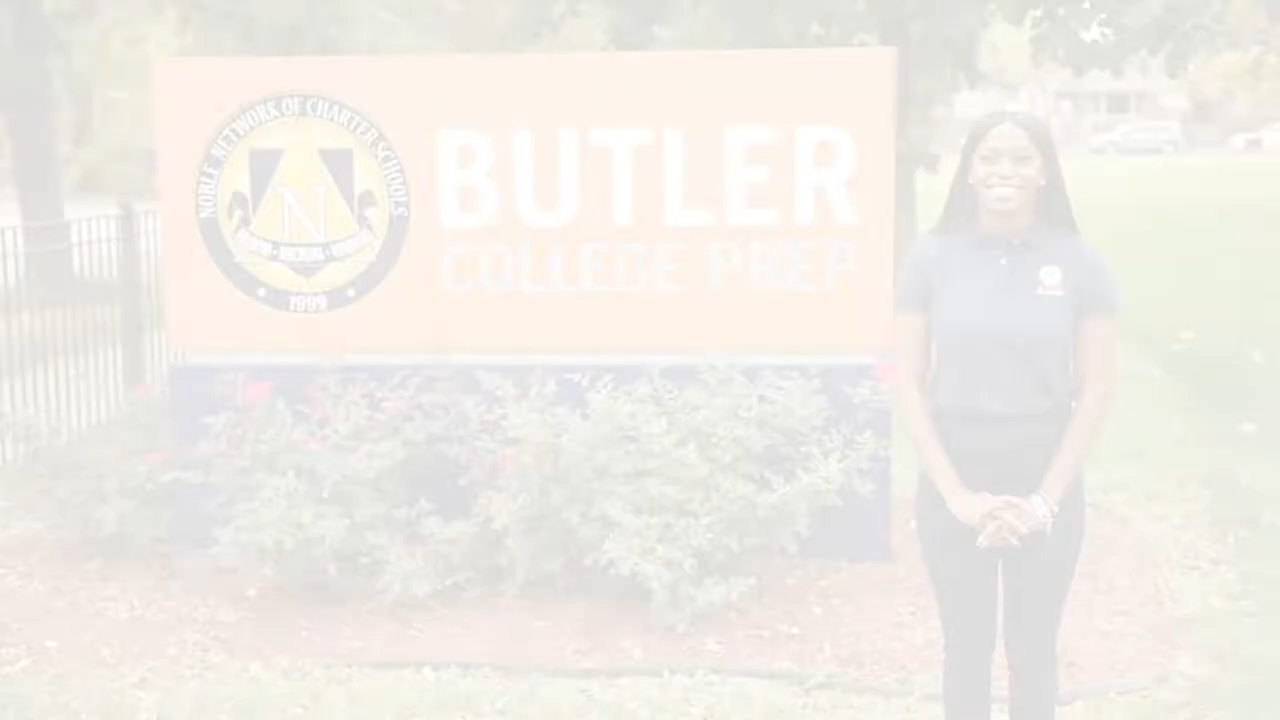 NOBLE NETWORK OF CHARTER SCHOOLS
N
1999
BUTLER
COLLEGE PREP